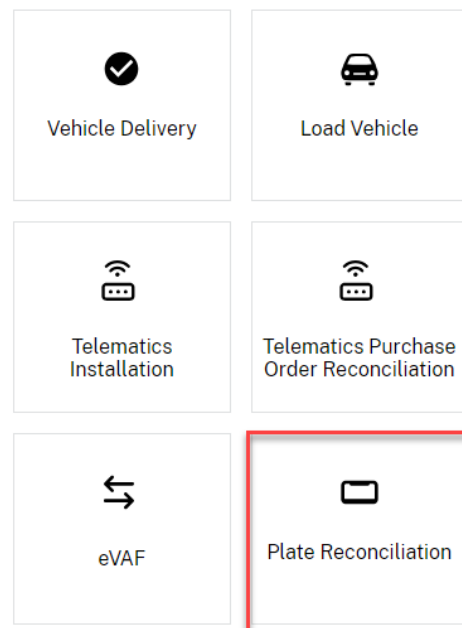 Vehicle Delivery
Load Vehicle
Telematics
Installation
Telematics Purchase
Order Reconciliation
eVAF
Plate Reconciliation